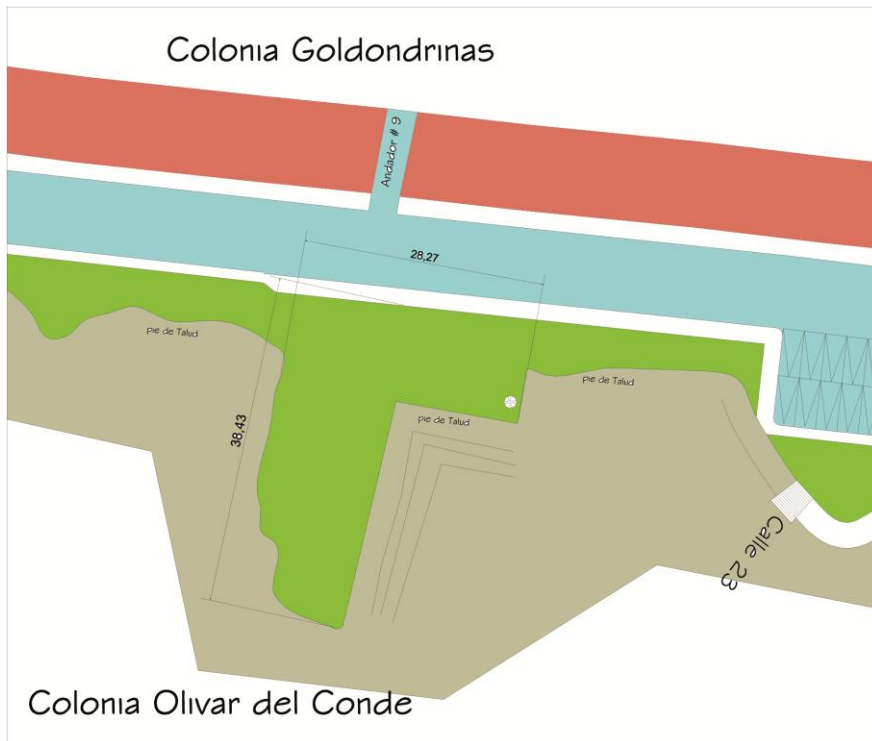 Colonia Goldondrinas
Andador # 9
28,27
pie de Talud
pie de Talud
pie de Talud
38,43
Calle 23
Colonia Olivar del Conde